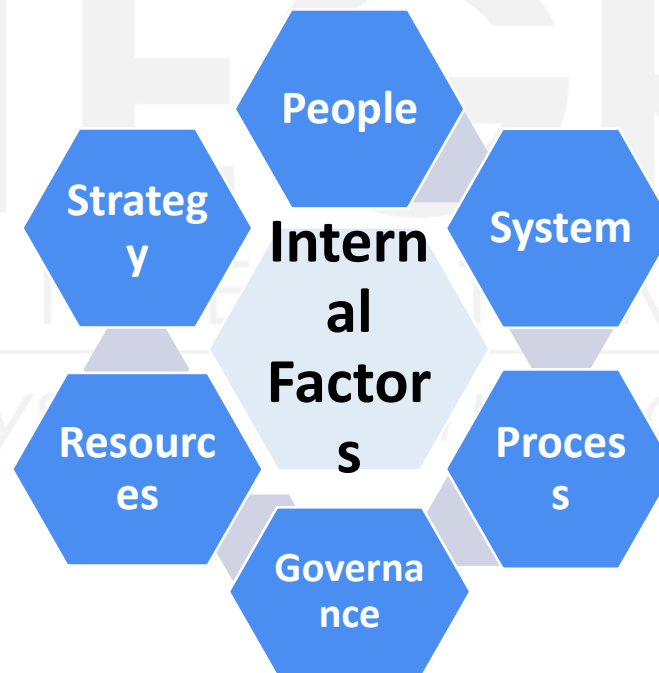 People
Strateg
y
System
Intern
al
Factor
s
Resourc
es
Proces
s
Governa
nce